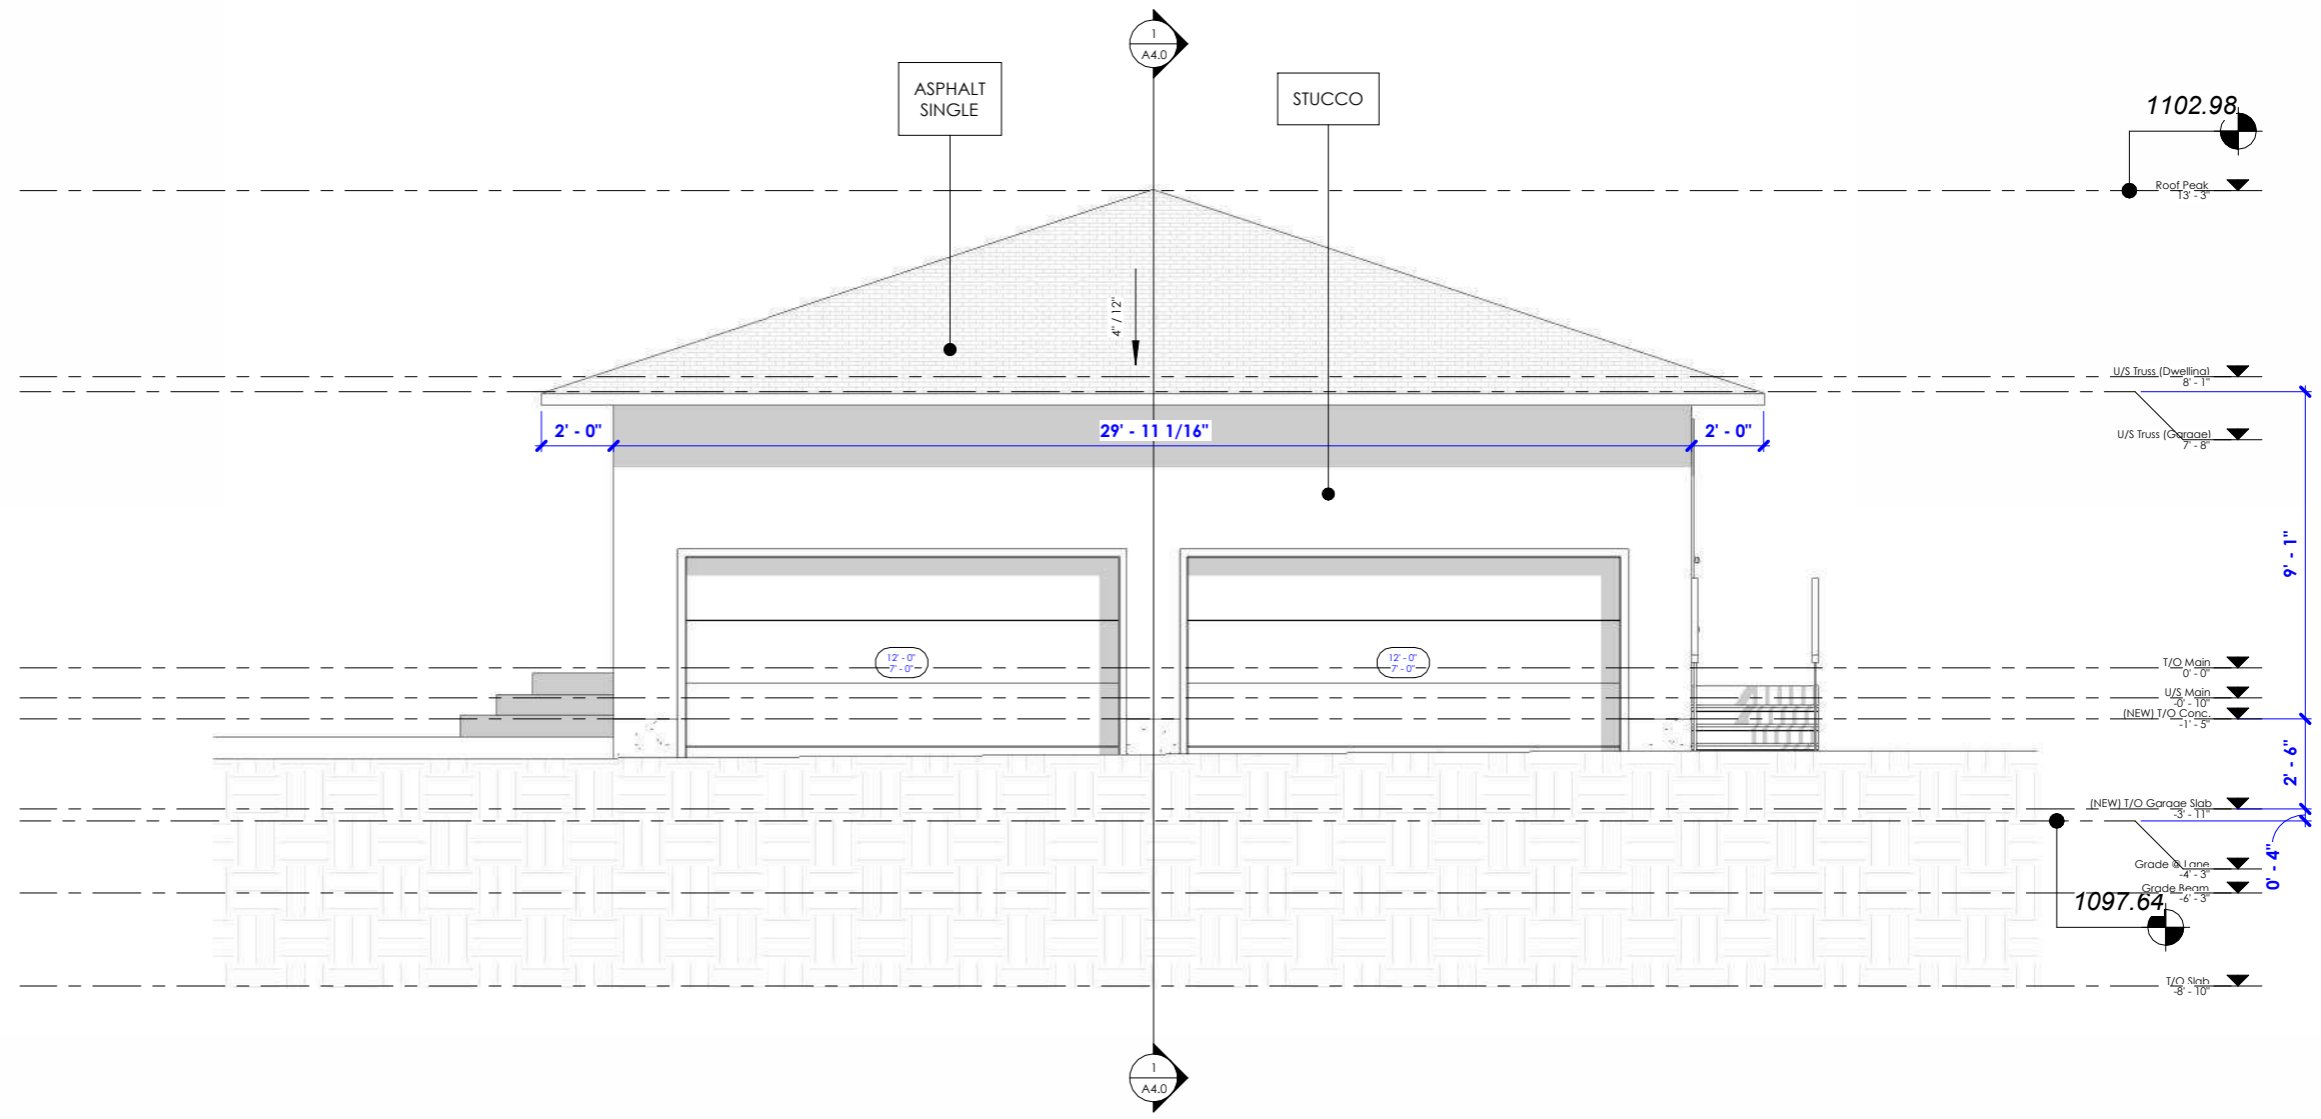 1
A4.0
ASPHALT
SINGLE
STUCCO
1102.98
Roof Peak
13' - 3"
4" / 12"
U/S Truss (Dwelling)
8' - 1"
2' - 0"
29' - 11 1/16"
2' - 0"
U/S Truss (Garage)
7' - 8"
9' - 1"
12' - 0"
7' - 0"
12' - 0"
7' - 0"
T/O Main
0' - 0"
U/S Main
-0' - 10"
(NEW) T/O Conc.
-1' - 5"
2' - 6"
(NEW) T/O Garage Slab
-3' - 11"
0' - 4"
Grade @ Lane
-4' - 3"
Grade Beam
-6' - 3"
1097.64
T/O Slab
-8' - 10"
1
A4.0